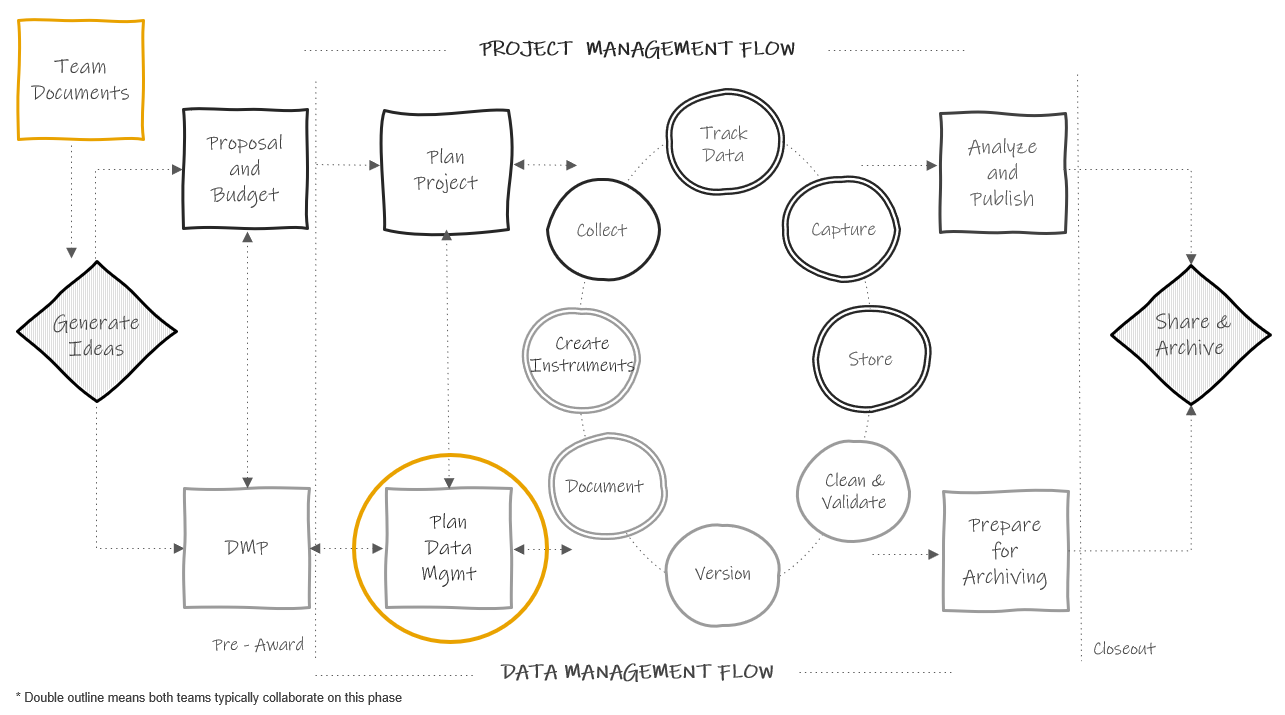 PROJECT MANAGEMENT FLOW
Team
Documents
Proposal
and
Budget
Plan
Project
Track
Data
Analyze
and
Publish
Collect
Capture
Generate
Ideas
Create
Instruments
Store
Share &
Archive
Document
Clean &
Validate
DMP
Plan
Data
Mgmt
Version
Prepare
for
Archiving
Pre - Award
Closeout
DATA MANAGEMENT FLOW
* Double outline means both teams typically collaborate on this phase